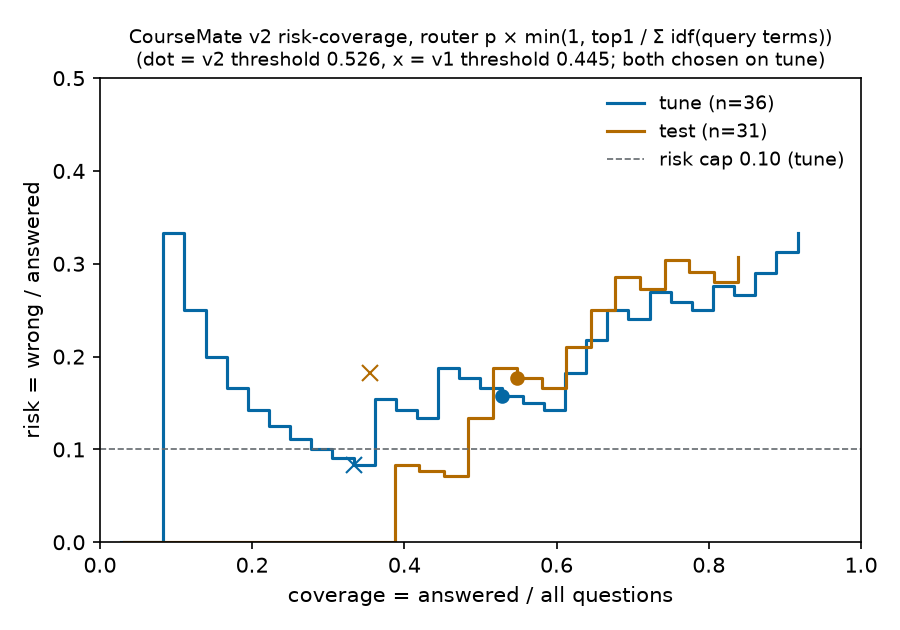 CourseMate v2 risk-coverage, router p × min(1, top1 / Σ idf(query terms))
(dot = v2 threshold 0.526, x = v1 threshold 0.445; both chosen on tune)
tune (n=36)
test (n=31)
risk cap 0.10 (tune)
risk = wrong / answered
0.5
0.4
0.3
0.2
0.1
0.0
0.0 0.2 0.4 0.6 0.8 1.0
coverage = answered / all questions